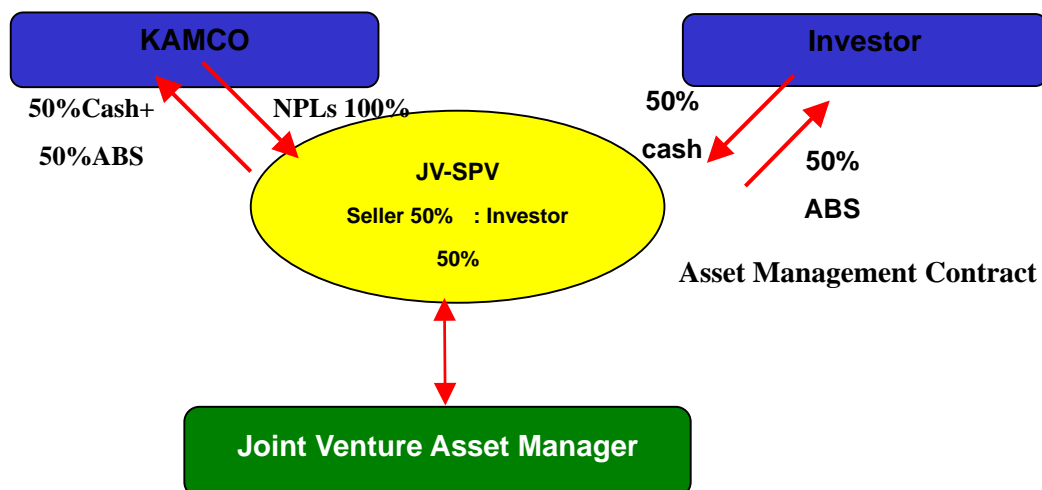 KAMCO
Investor
50%Cash+
50%ABS
NPLs 100%
50%
cash
50%
ABS
JV-SPV
Seller 50% : Investor
50%
Asset Management Contract
Joint Venture Asset Manager